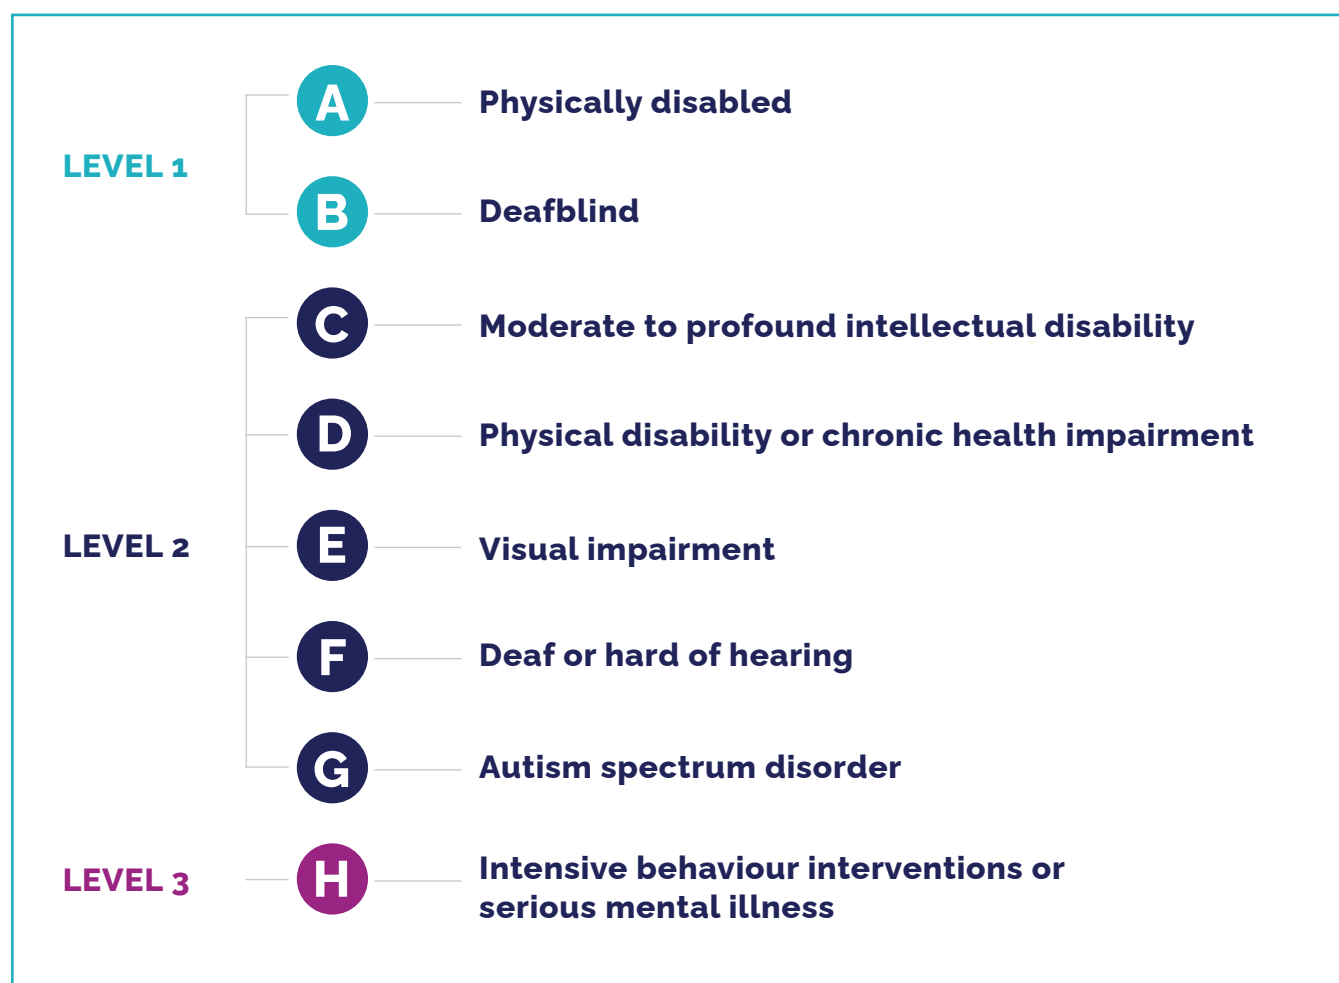 LEVEL 1
A Physically disabled
B Deafblind
LEVEL 2
C Moderate to profound intellectual disability
D Physical disability or chronic health impairment
E Visual impairment
F Deaf or hard of hearing
G Autism spectrum disorder
LEVEL 3
H Intensive behaviour interventions or
serious mental illness